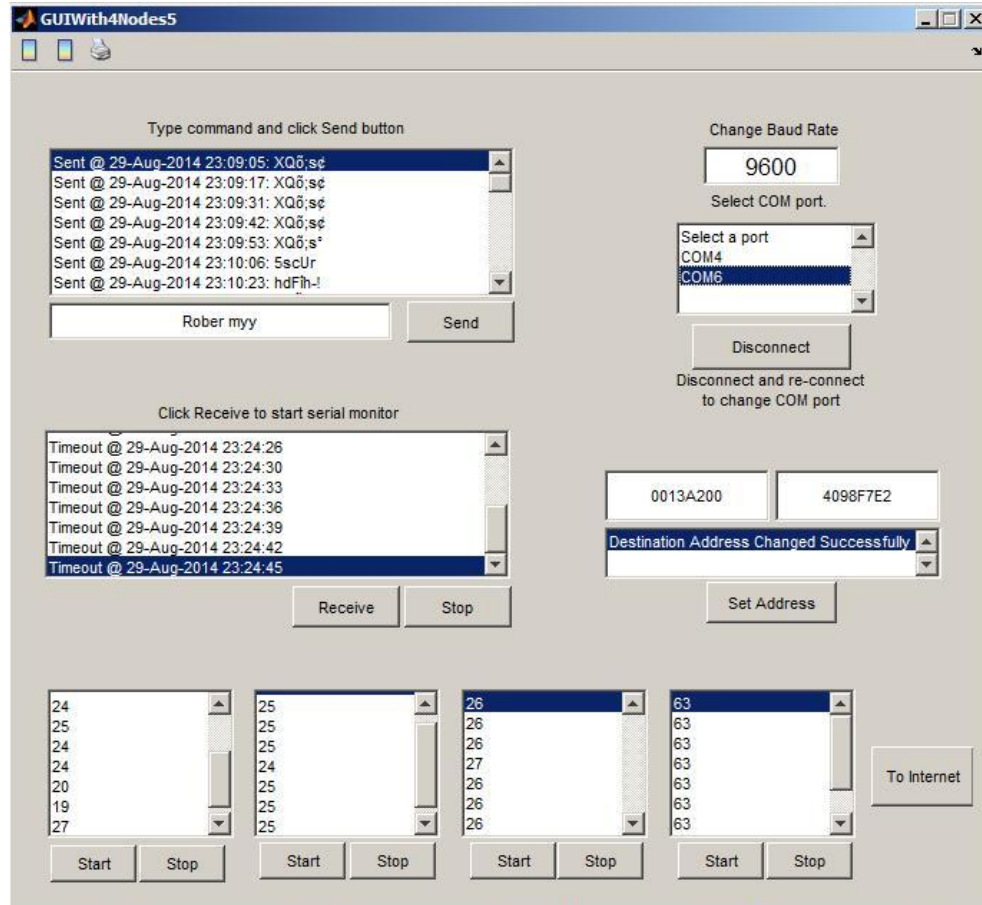 GUIWith4Nodes5
Type command and click Send button
Sent @ 29-Aug-2014 23:09:05: XQõ;s¢
Sent @ 29-Aug-2014 23:09:17: XQõ;s¢
Sent @ 29-Aug-2014 23:09:31: XQõ;s¢
Sent @ 29-Aug-2014 23:09:42: XQõ;s¢
Sent @ 29-Aug-2014 23:09:53: XQõ;s°
Sent @ 29-Aug-2014 23:10:06: 5scUr
Sent @ 29-Aug-2014 23:10:23: hdFÎh-!
Rober myy
Send
Change Baud Rate
9600
Select COM port.
Select a port
COM4
COM6
Disconnect
Disconnect and re-connect
to change COM port
Click Receive to start serial monitor
Timeout @ 29-Aug-2014 23:24:26
Timeout @ 29-Aug-2014 23:24:30
Timeout @ 29-Aug-2014 23:24:33
Timeout @ 29-Aug-2014 23:24:36
Timeout @ 29-Aug-2014 23:24:39
Timeout @ 29-Aug-2014 23:24:42
Timeout @ 29-Aug-2014 23:24:45
Receive
Stop
0013A200
4098F7E2
Destination Address Changed Successfully
Set Address
24
25
24
24
20
19
27
Start
Stop
25
25
25
24
25
25
25
Start
Stop
26
26
26
27
26
26
26
Start
Stop
63
63
63
63
63
63
63
Start
Stop
To Internet